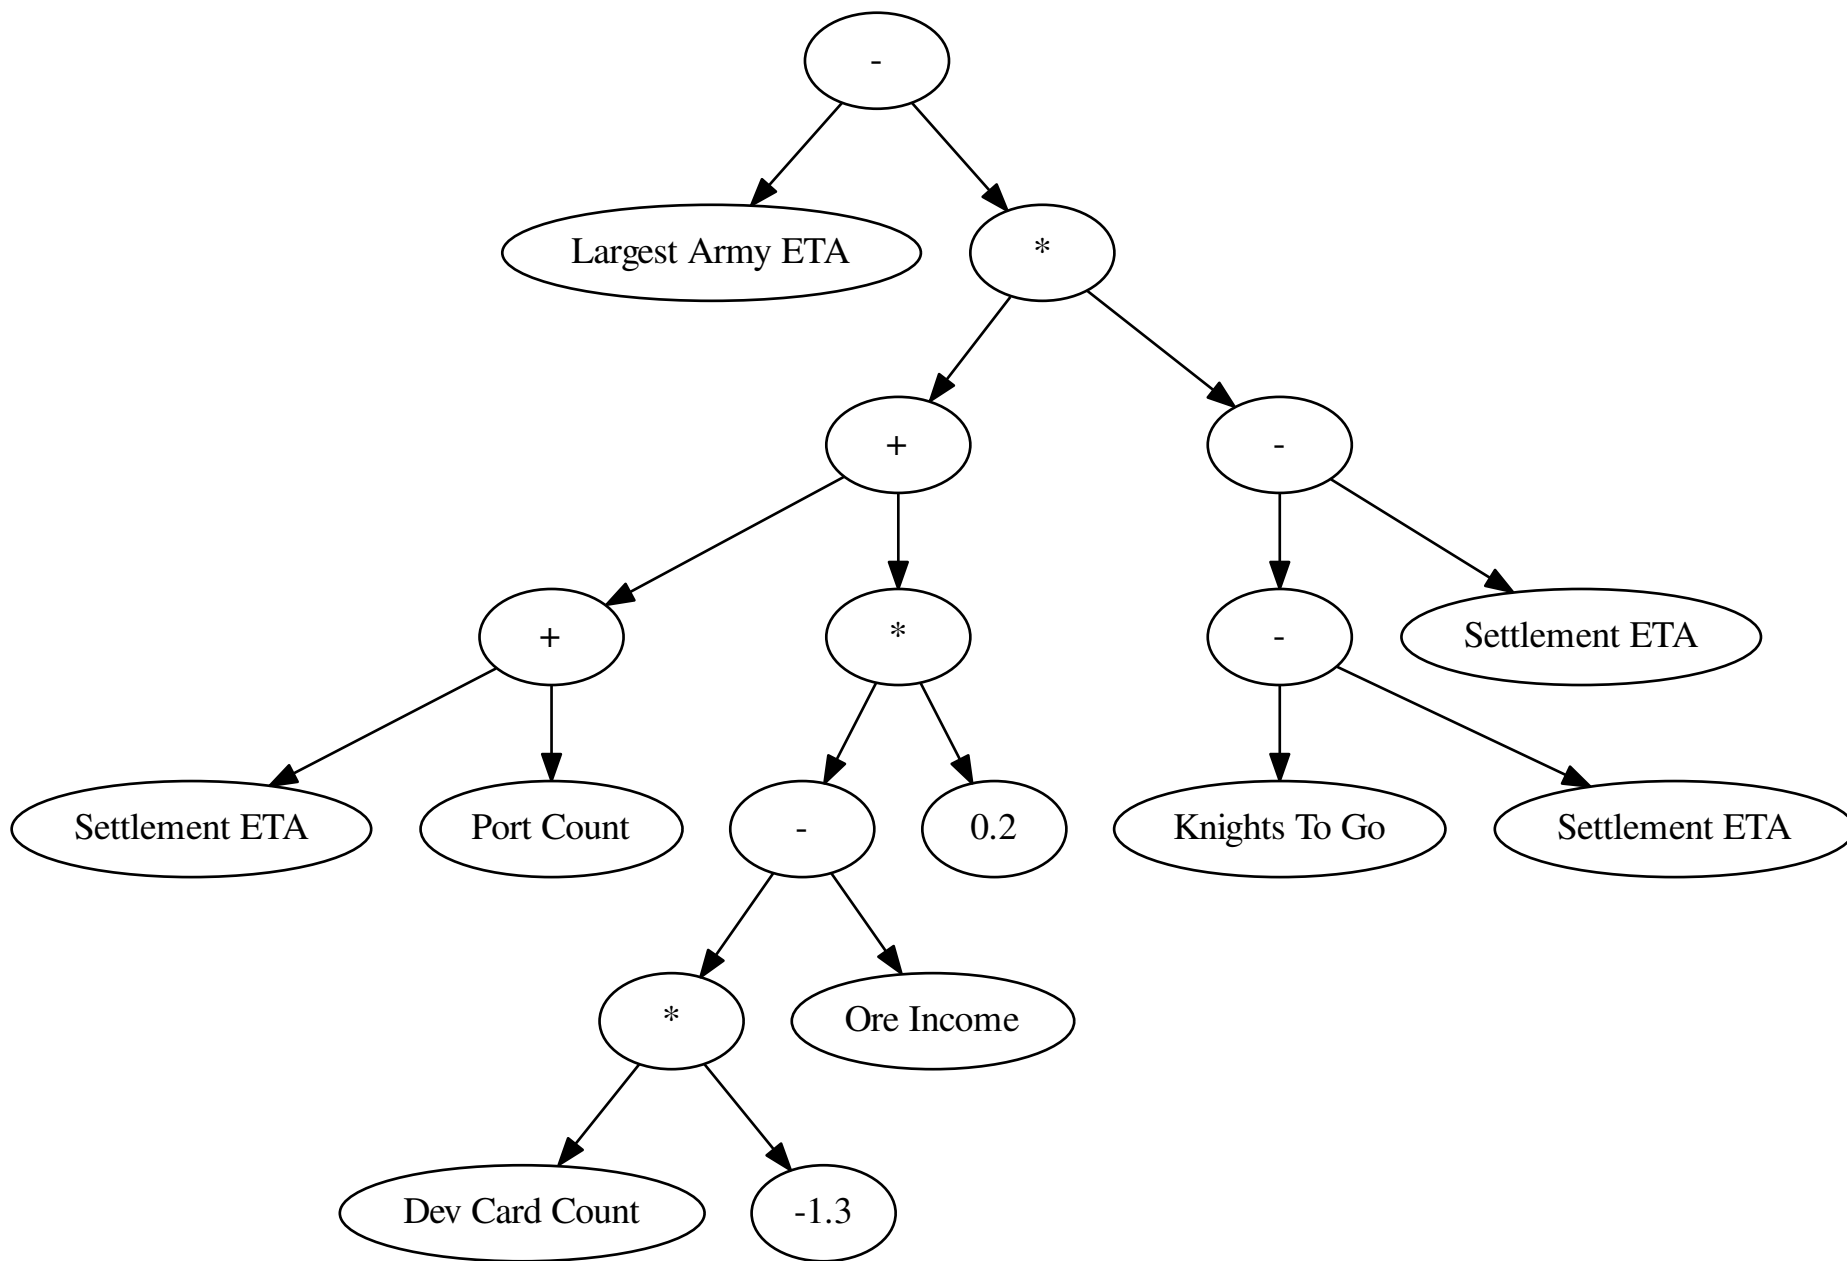 -
Largest Army ETA
*
+
-
+
*
-
Settlement ETA
Settlement ETA
Port Count
-
0.2
Knights To Go
Settlement ETA
*
Ore Income
Dev Card Count
-1.3